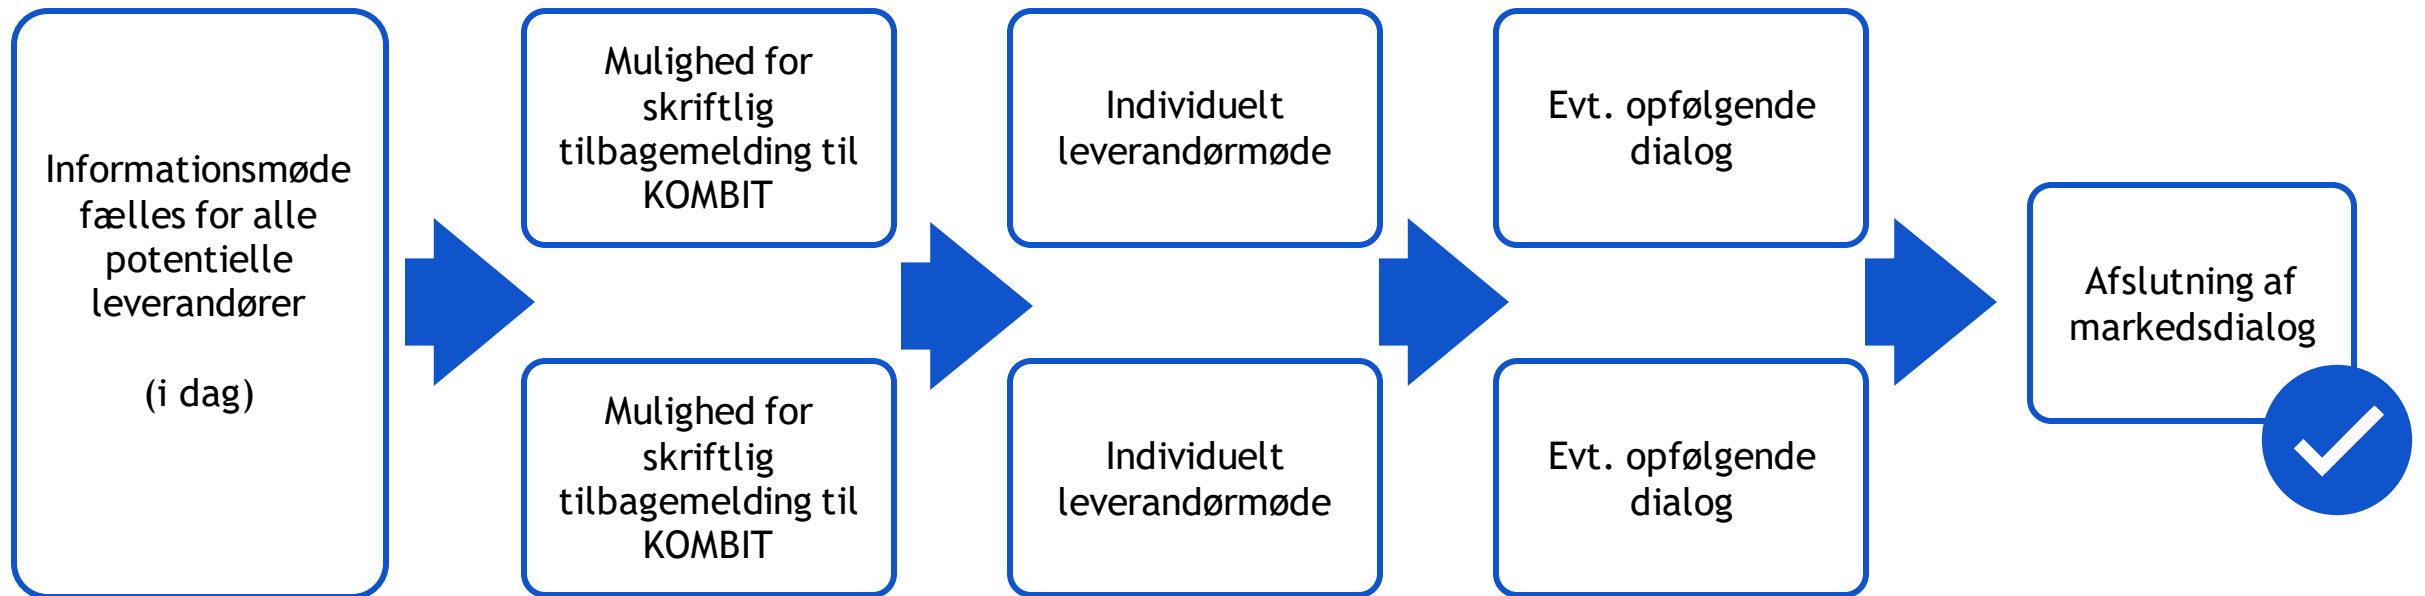 Informationsmøde
fælles for alle
potentielle
leverandører
(i dag)
Mulighed for
skriftlig
tilbagemelding til
KOMBIT
Mulighed for
skriftlig
tilbagemelding til
KOMBIT
Individuelt
leverandørmøde
Individuelt
leverandørmøde
Evt. opfølgende
dialog
Evt. opfølgende
dialog
Afslutning af
markedsdialog